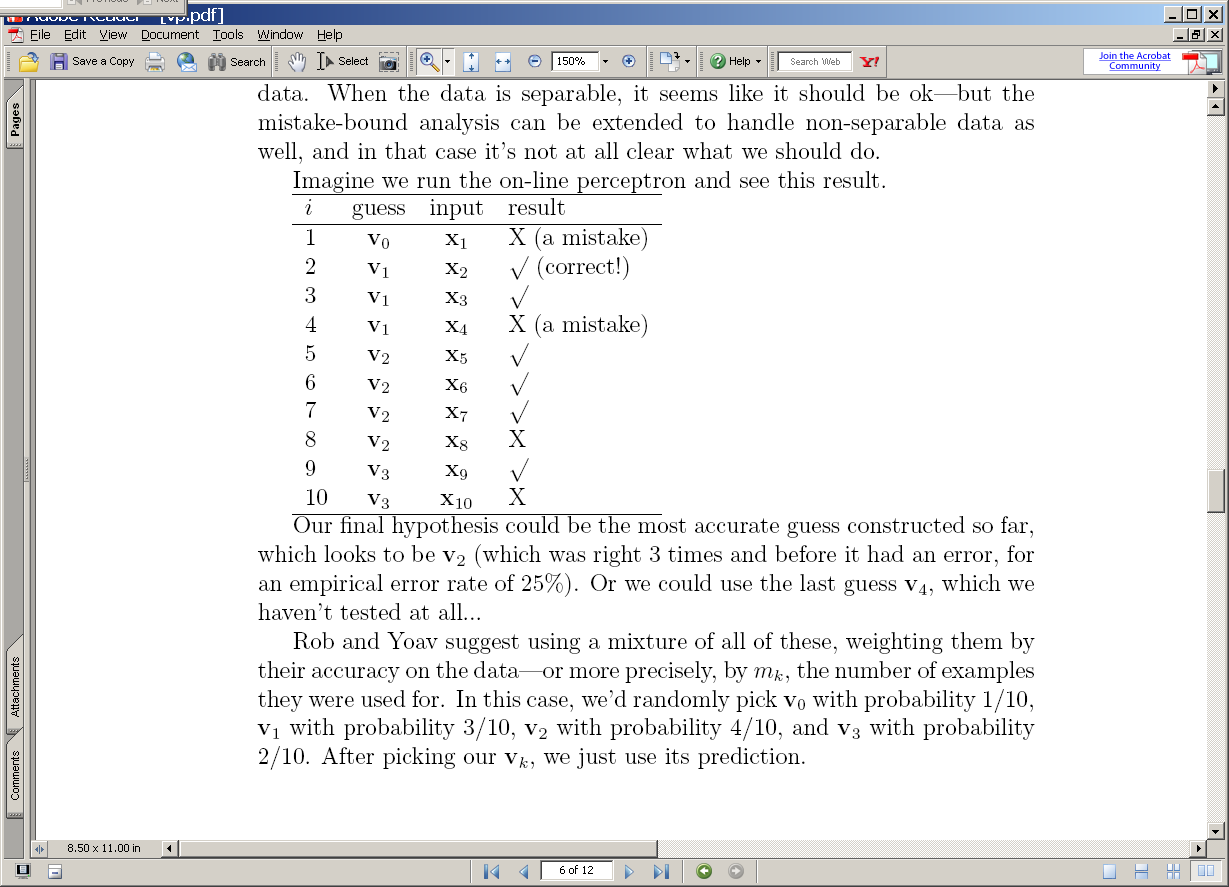 Adobe Reader - [vp.pdf]
File Edit View Document Tools Window Help
Save a Copy Search Select 150% Help Search Web Y! Join the Acrobat Community
Pages
data. When the data is separable, it seems like it should be ok—but the
mistake-bound analysis can be extended to handle non-separable data as
well, and in that case it's not at all clear what we should do.
Imagine we run the on-line perceptron and see this result.
i guess input result
1 v₀ x₁ X (a mistake)
2 v₁ x₂ √ (correct!)
3 v₁ x₃ √
4 v₁ x₄ X (a mistake)
5 v₂ x₅ √
6 v₂ x₆ √
7 v₂ x₇ √
8 v₂ x₈ X
9 v₃ x₉ √
10 v₃ x₁₀ X
Our final hypothesis could be the most accurate guess constructed so far,
which looks to be v₂ (which was right 3 times and before it had an error, for
an empirical error rate of 25%). Or we could use the last guess v₄, which we
haven't tested at all...
Rob and Yoav suggest using a mixture of all of these, weighting them by
their accuracy on the data—or more precisely, by mₖ, the number of examples
they were used for. In this case, we'd randomly pick v₀ with probability 1/10,
v₁ with probability 3/10, v₂ with probability 4/10, and v₃ with probability
2/10. After picking our vₖ, we just use its prediction.
Attachments
Comments
8.50 x 11.00 in
6 of 12